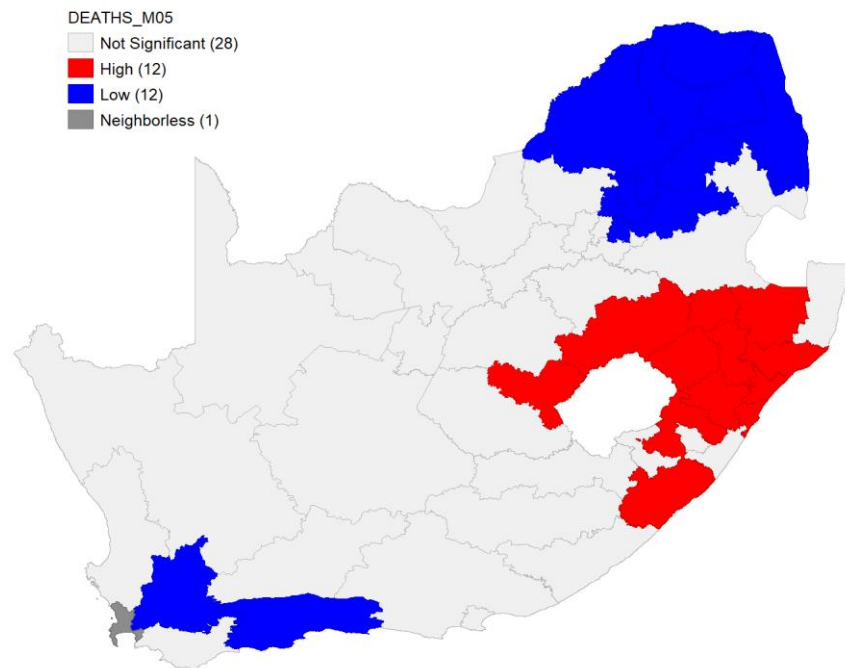 DEATHS_M05
Not Significant (28)
High (12)
Low (12)
Neighborless (1)